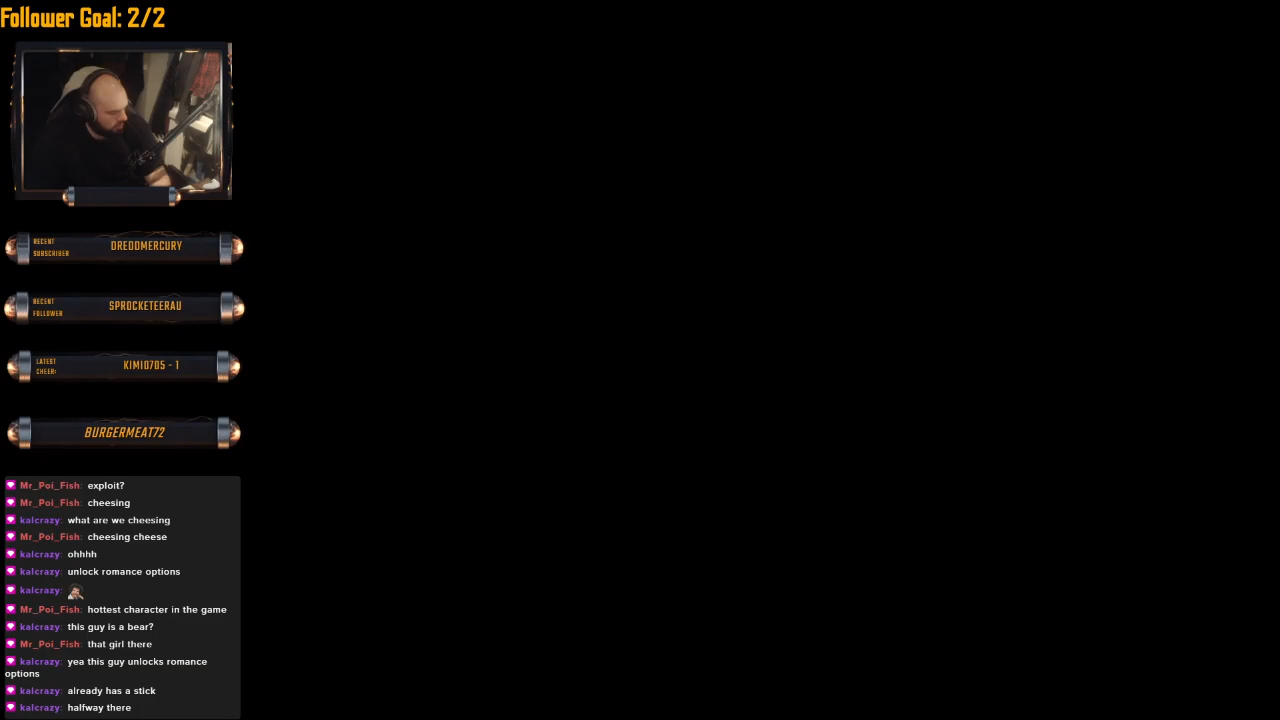 Follower Goal: 2/2
RECENT
SUBSCRIBER
DREDDMERCURY
RECENT
FOLLOWER
SPROCKETEERAU
LATEST
CHEER:
KIMI0705 - 1
BURGERMEAT72
Mr_Poi_Fish: exploit?
Mr_Poi_Fish: cheesing
kalcrazy: what are we cheesing
Mr_Poi_Fish: cheesing cheese
kalcrazy: ohhhh
kalcrazy: unlock romance options
kalcrazy:
Mr_Poi_Fish: hottest character in the game
kalcrazy: this guy is a bear?
Mr_Poi_Fish: that girl there
kalcrazy: yea this guy unlocks romance
options
kalcrazy: already has a stick
kalcrazy: halfway there